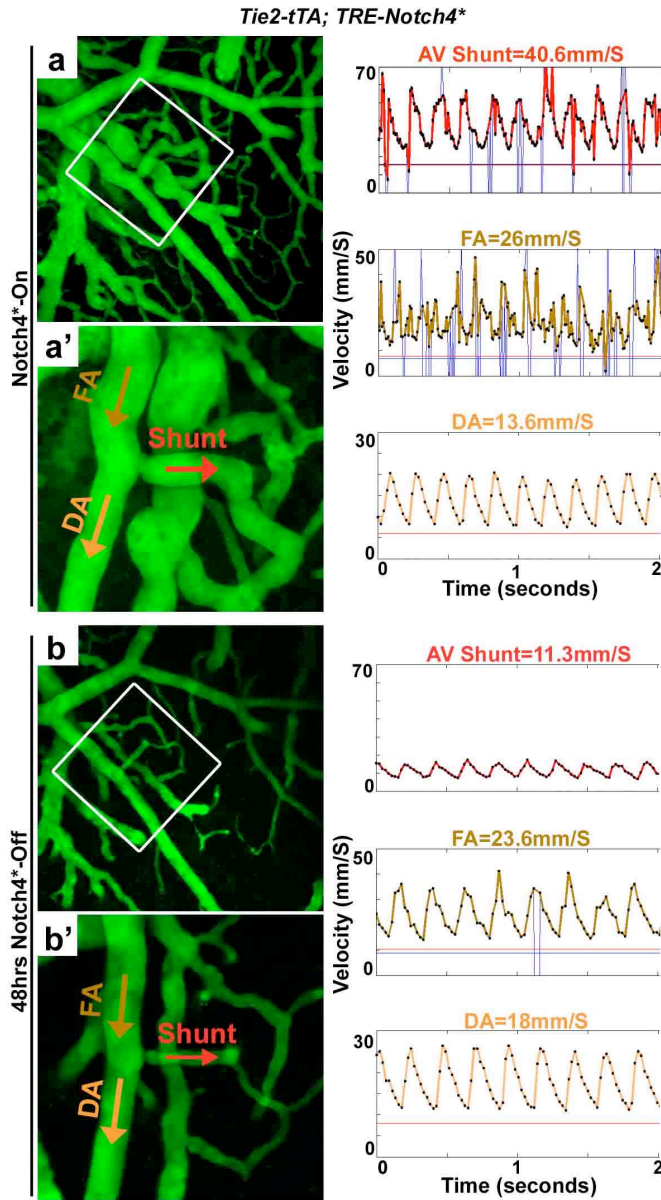 Tie2-tTA; TRE-Notch4*
Notch4*-On
a
AV Shunt=40.6mm/S
70
0
FA=26mm/S
50
0
Velocity (mm/S)
a’
FA
Shunt
DA
DA=13.6mm/S
30
0
0 1 2
Time (seconds)
48hrs Notch4*-Off
b
AV Shunt=11.3mm/S
70
0
FA=23.6mm/S
50
0
Velocity (mm/S)
b’
FA
Shunt
DA
DA=18mm/S
30
0
0 1 2
Time (seconds)